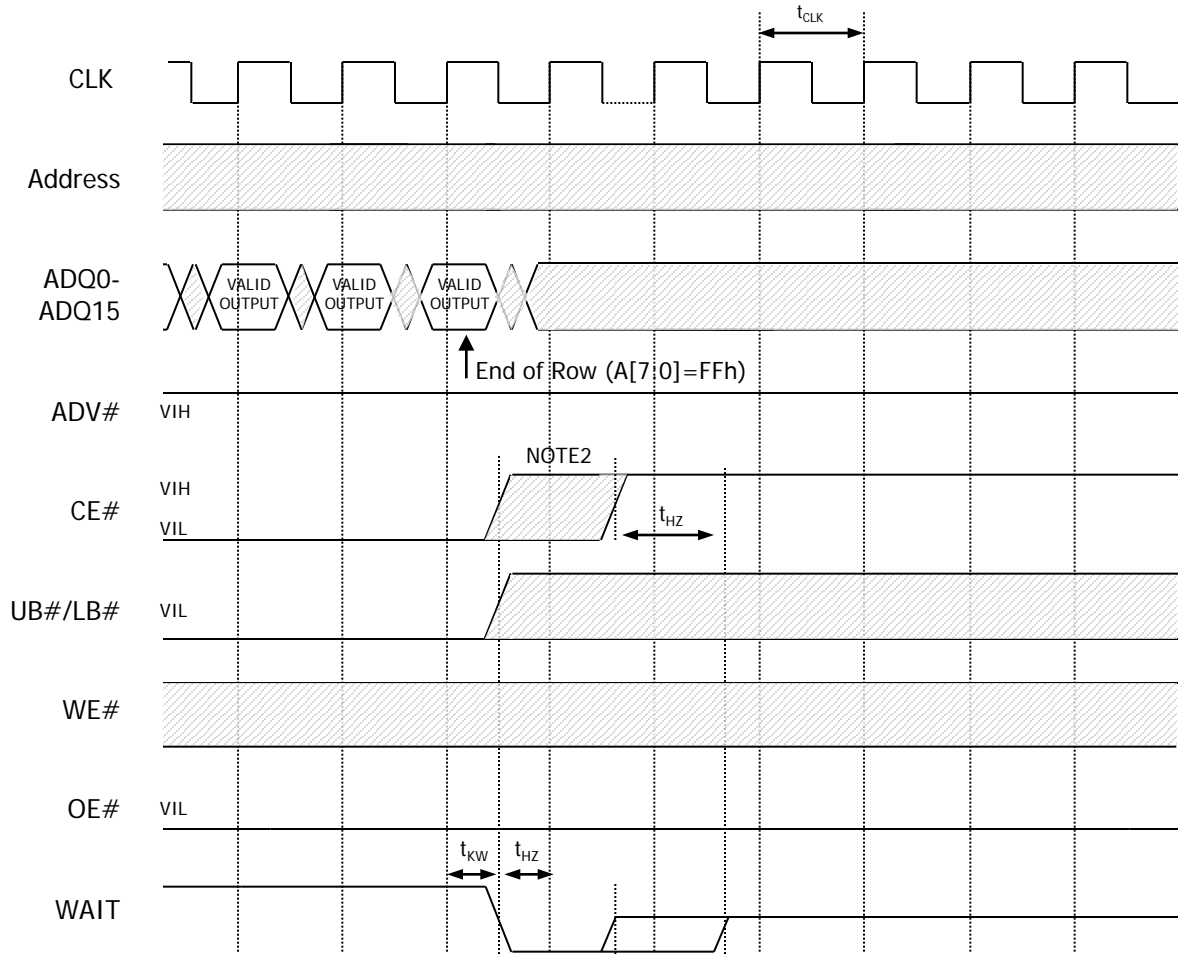 tCLK
CLK
Address
ADQ0-
ADQ15
VALID
OUTPUT
VALID
OUTPUT
VALID
OUTPUT
End of Row (A[7:0]=FFh)
ADV#
VIH
NOTE2
CE#
VIH
VIL
tHZ
UB#/LB#
VIL
WE#
OE#
VIL
tKW
tHZ
WAIT